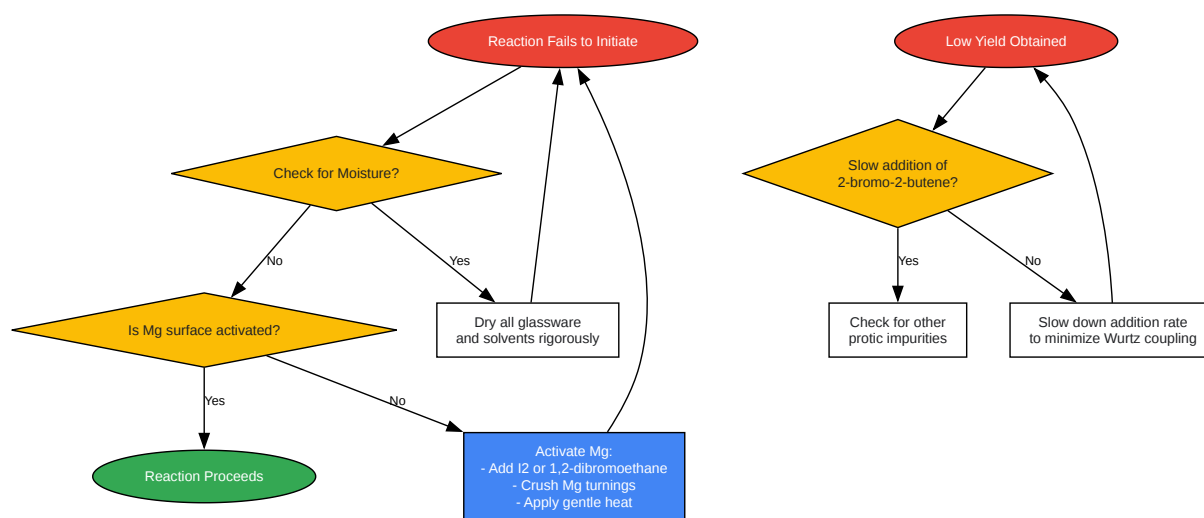 Reaction Fails to Initiate
Low Yield Obtained
Check for Moisture?
Slow addition of
2-bromo-2-butene?
No
Yes
Yes
No
Is Mg surface activated?
Dry all glassware
and solvents rigorously
Check for other
protic impurities
Slow down addition rate
to minimize Wurtz coupling
Yes
No
Reaction Proceeds
Activate Mg:
- Add I2 or 1,2-dibromoethane
- Crush Mg turnings
- Apply gentle heat